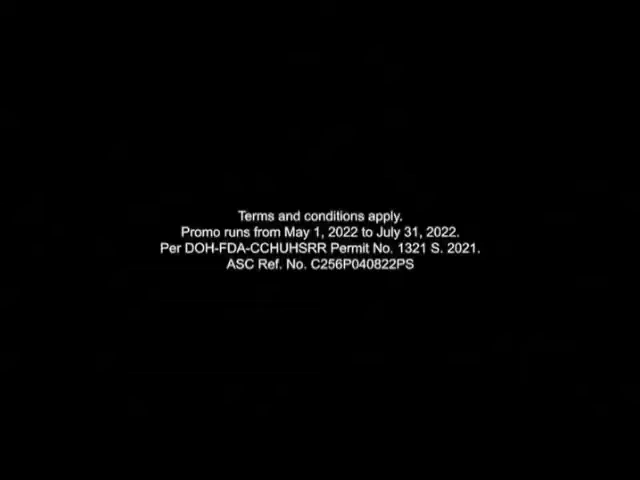 Terms and conditions apply.
Promo runs from May 1, 2022 to July 31, 2022.
Per DOH-FDA-CCHUHSRR Permit No. 1321 S. 2021.
ASC Ref. No. C256P040822PS